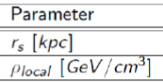 Parameter
r_s [kpc]
ρ_local [GeV/cm^3]